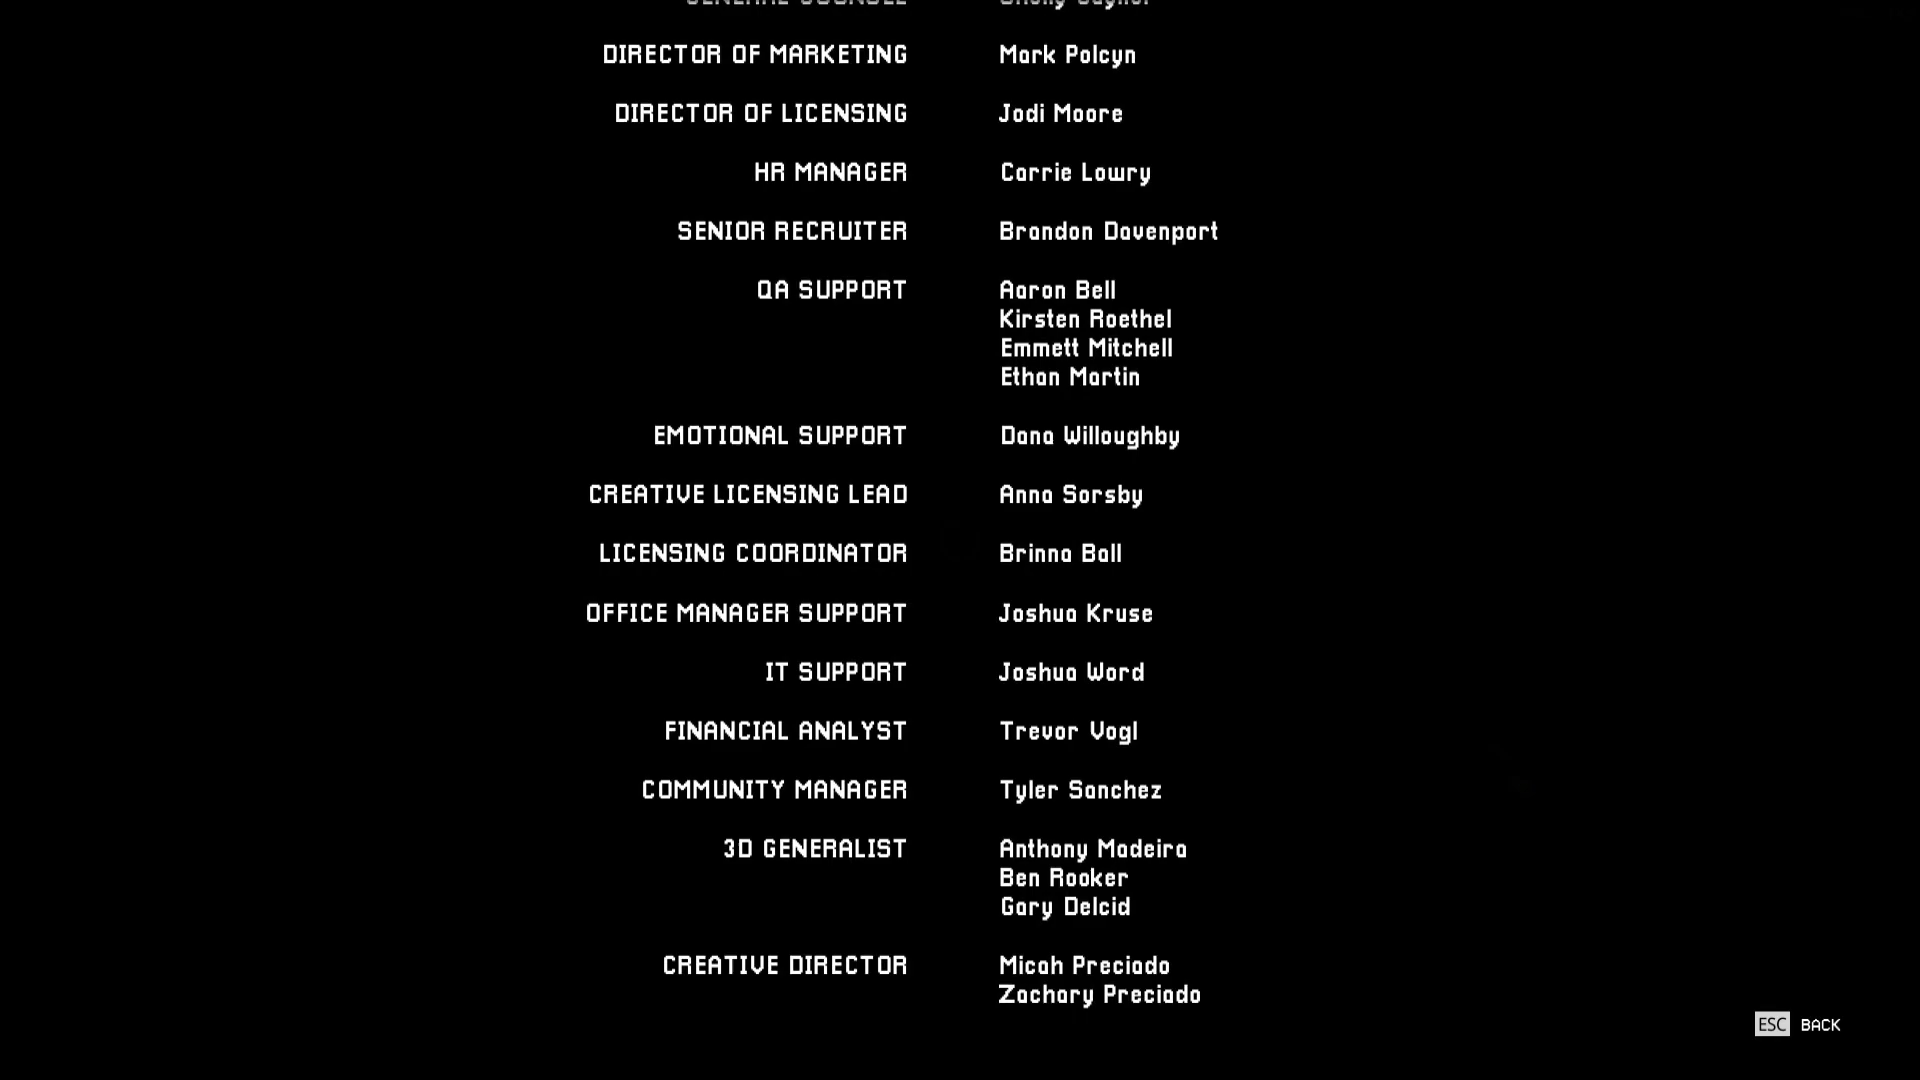 DIRECTOR OF MARKETING Mark Polcyn
DIRECTOR OF LICENSING Jodi Moore
HR MANAGER Carrie Lowry
SENIOR RECRUITER Brandon Davenport
QA SUPPORT Aaron Bell
Kirsten Roethel
Emmett Mitchell
Ethan Martin
EMOTIONAL SUPPORT Dana Willoughby
CREATIVE LICENSING LEAD Anna Sorsby
LICENSING COORDINATOR Brinna Ball
OFFICE MANAGER SUPPORT Joshua Kruse
IT SUPPORT Joshua Ward
FINANCIAL ANALYST Trevor Vogl
COMMUNITY MANAGER Tyler Sanchez
3D GENERALIST Anthony Madeira
Ben Rooker
Gary Delcid
CREATIVE DIRECTOR Micah Preciado
Zachary Preciado
ESC BACK